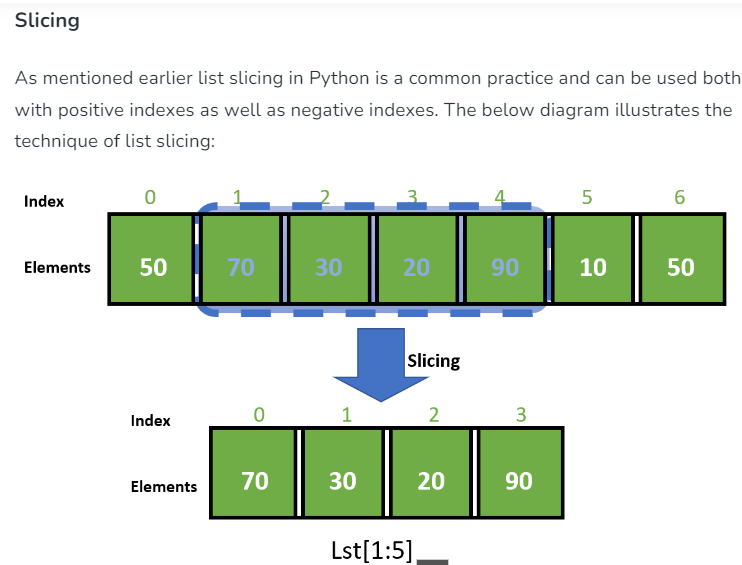 Slicing
As mentioned earlier list slicing in Python is a common practice and can be used both
with positive indexes as well as negative indexes. The below diagram illustrates the
technique of list slicing:
Index 0 1 2 3 4 5 6
Elements 50 70 30 20 90 10 50
Slicing
Index 0 1 2 3
Elements 70 30 20 90
Lst[1:5]